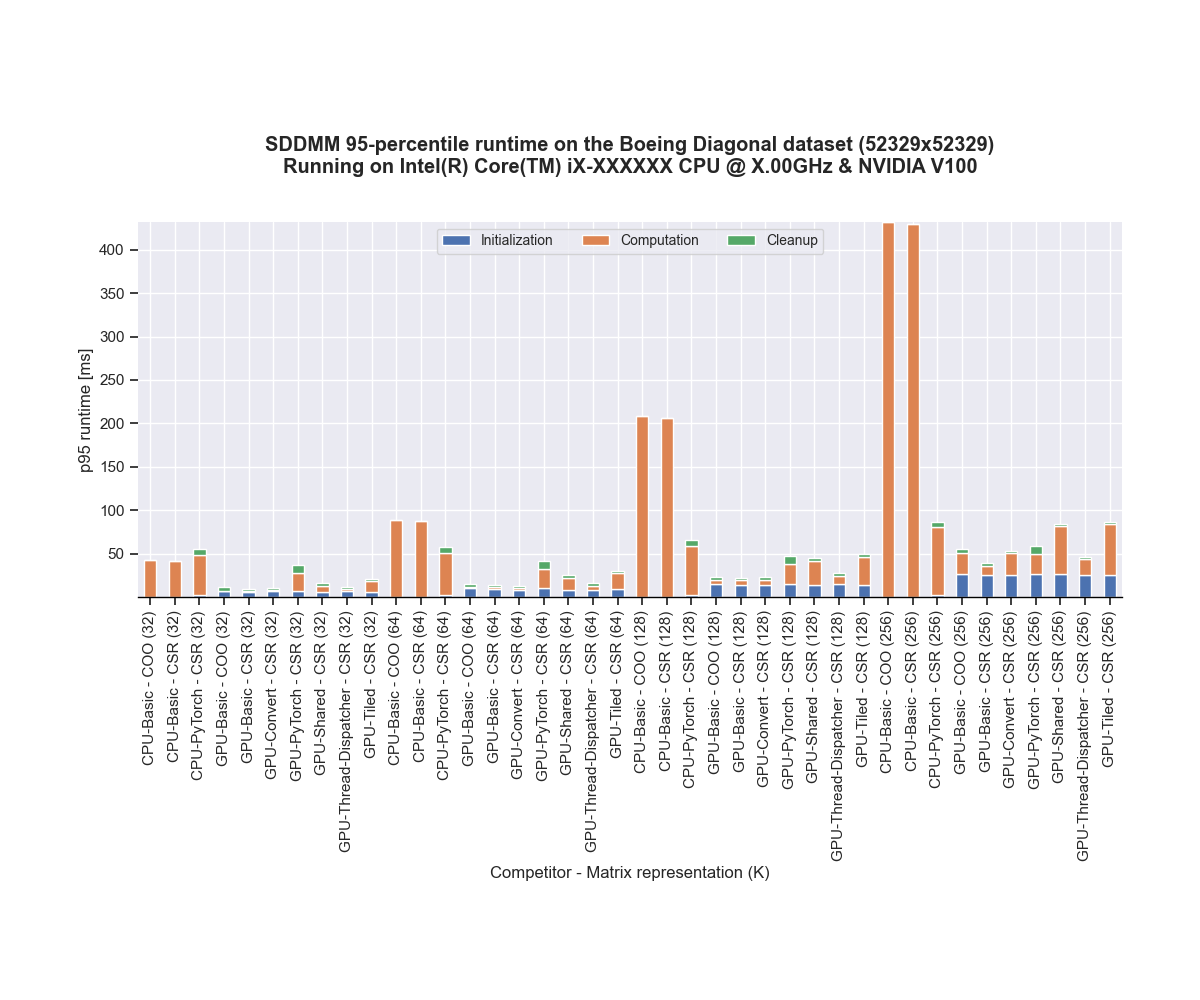 SDDMM 95-percentile runtime on the Boeing Diagonal dataset (52329x52329)
Running on Intel(R) Core(TM) iX-XXXXXX CPU @ X.00GHz & NVIDIA V100
Initialization
Computation
Cleanup
p95 runtime [ms]
400
350
300
250
200
150
100
50
CPU-Basic - COO (32)
CPU-Basic - CSR (32)
CPU-PyTorch - CSR (32)
GPU-Basic - COO (32)
GPU-Basic - CSR (32)
GPU-Convert - CSR (32)
GPU-PyTorch - CSR (32)
GPU-Shared - CSR (32)
GPU-Thread-Dispatcher - CSR (32)
GPU-Tiled - CSR (32)
CPU-Basic - COO (64)
CPU-Basic - CSR (64)
CPU-PyTorch - CSR (64)
GPU-Basic - COO (64)
GPU-Basic - CSR (64)
GPU-Convert - CSR (64)
GPU-PyTorch - CSR (64)
GPU-Shared - CSR (64)
GPU-Thread-Dispatcher - CSR (64)
GPU-Tiled - CSR (64)
CPU-Basic - COO (128)
CPU-Basic - CSR (128)
CPU-PyTorch - CSR (128)
GPU-Basic - COO (128)
GPU-Basic - CSR (128)
GPU-Convert - CSR (128)
GPU-PyTorch - CSR (128)
GPU-Shared - CSR (128)
GPU-Thread-Dispatcher - CSR (128)
GPU-Tiled - CSR (128)
CPU-Basic - COO (256)
CPU-Basic - CSR (256)
CPU-PyTorch - CSR (256)
GPU-Basic - COO (256)
GPU-Basic - CSR (256)
GPU-Convert - CSR (256)
GPU-PyTorch - CSR (256)
GPU-Shared - CSR (256)
GPU-Thread-Dispatcher - CSR (256)
GPU-Tiled - CSR (256)
Competitor - Matrix representation (K)